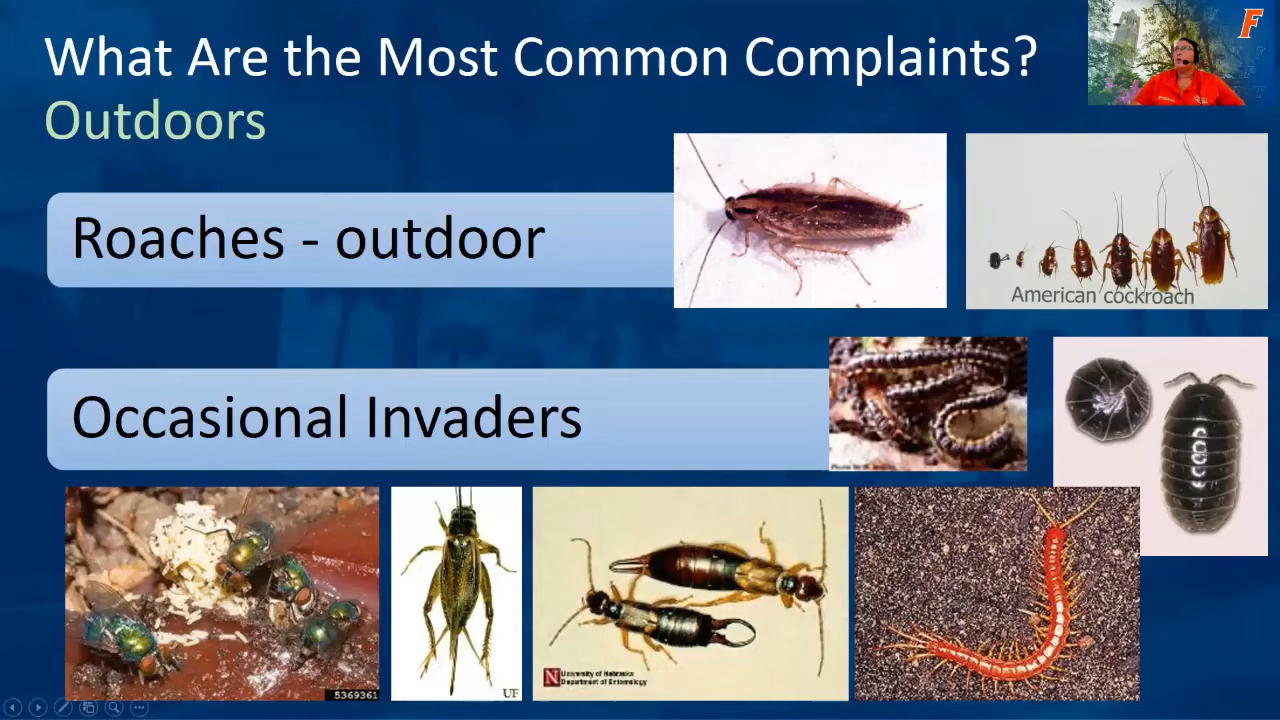 What Are the Most Common Complaints?
Outdoors
F
Roaches - outdoor
American cockroach
Occasional Invaders
5369361
UF
N University of Nebraska
Department of Entomology